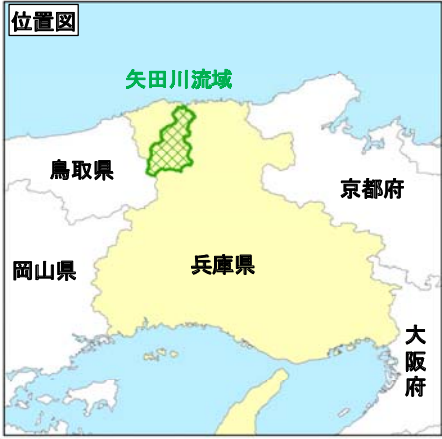 位置図
矢田川流域
鳥取県
京都府
岡山県
兵庫県
大阪府